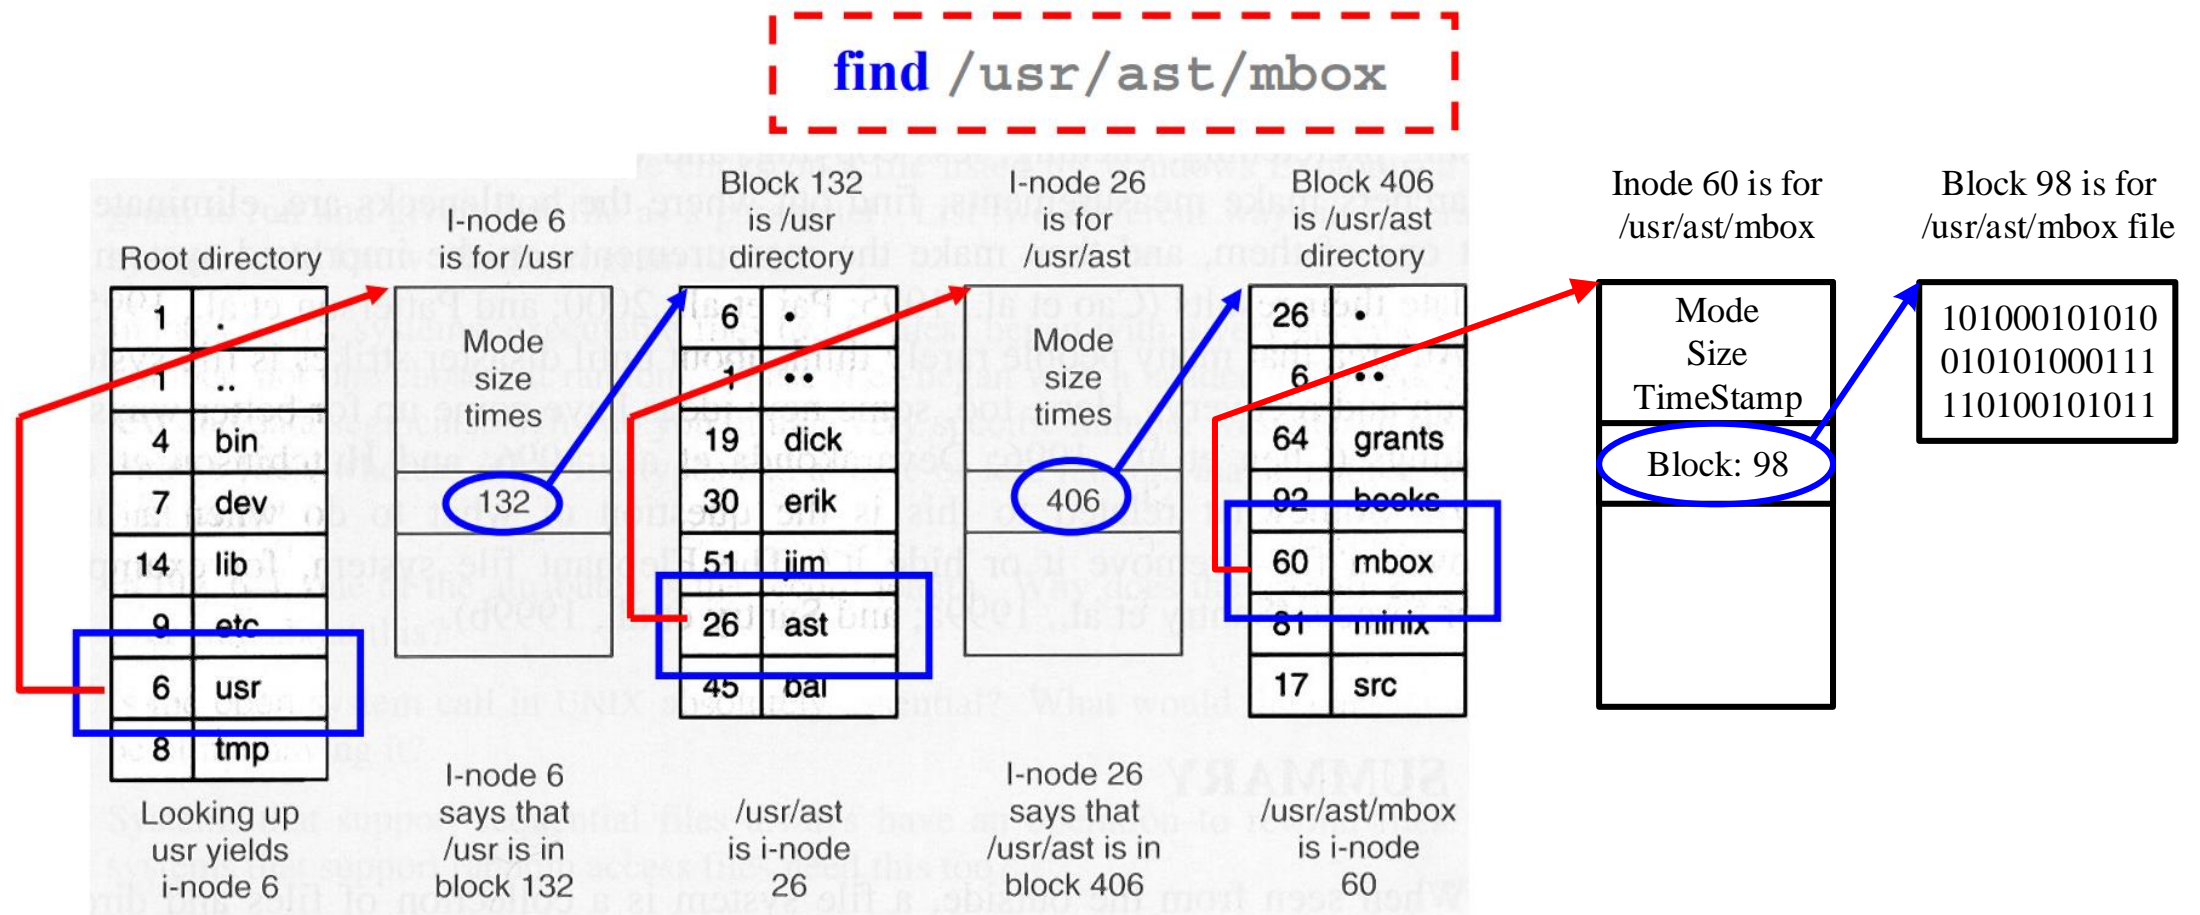 find /usr/ast/mbox
Root directory
1 .
1 ..
4 bin
7 dev
14 lib
9 etc
6 usr
8 tmp
Looking up
usr yields
i-node 6
I-node 6
is for /usr
Mode
size
times
132
I-node 6
says that
/usr is in
block 132
Block 132
is /usr
directory
6 •
1 ••
19 dick
30 erik
51 jim
26 ast
45 bal
/usr/ast
is i-node
26
I-node 26
is for
/usr/ast
Mode
size
times
406
I-node 26
says that
/usr/ast is in
block 406
Block 406
is /usr/ast
directory
26 •
6 ••
64 grants
92 books
60 mbox
81 minix
17 src
/usr/ast/mbox
is i-node
60
Inode 60 is for
/usr/ast/mbox
Mode
Size
TimeStamp
Block: 98
Block 98 is for
/usr/ast/mbox file
101000101010
010101000111
110100101011
SUMMARY